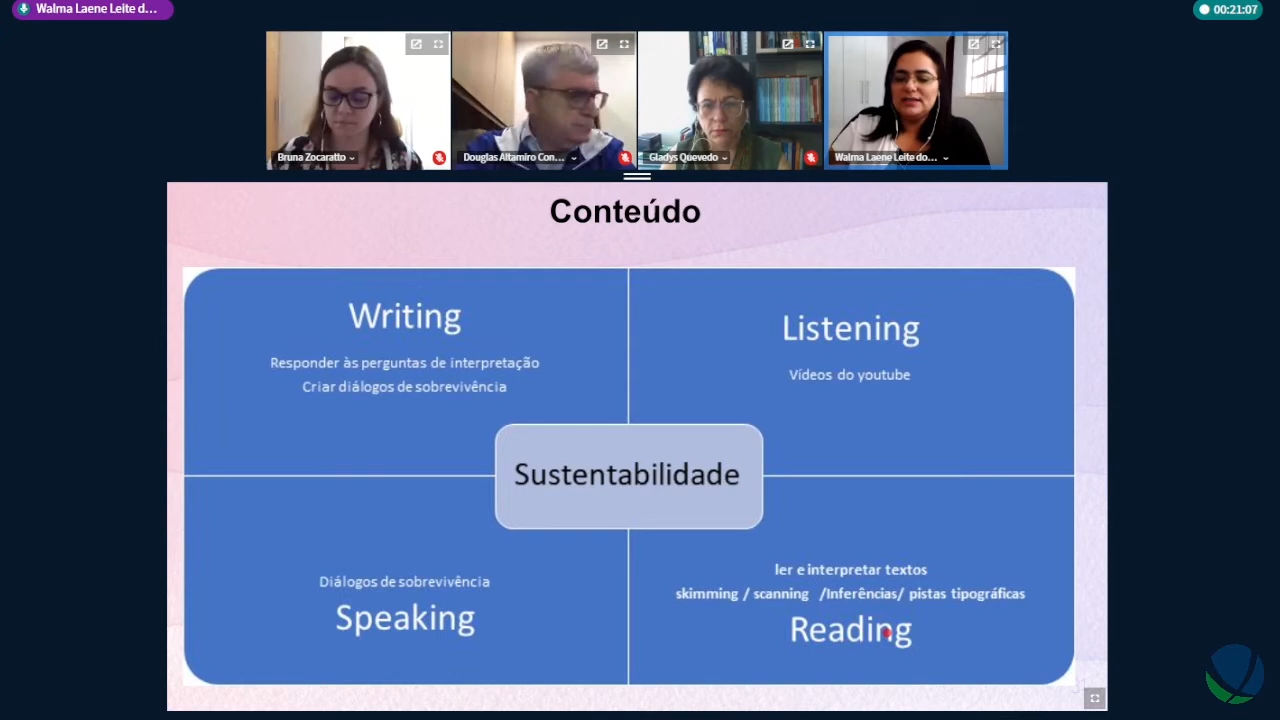 Walma Laene Leite d...
00:21:07
Bruna Zocaratto
Douglas Altamiro Con...
Gladys Quevedo
Walma Laene Leite do...
Conteúdo
Writing
Responder às perguntas de interpretação
Criar diálogos de sobrevivência
Listening
Vídeos do youtube
Sustentabilidade
Diálogos de sobrevivência
Speaking
ler e interpretar textos
skimming / scanning /Inferências/ pistas tipográficas
Reading